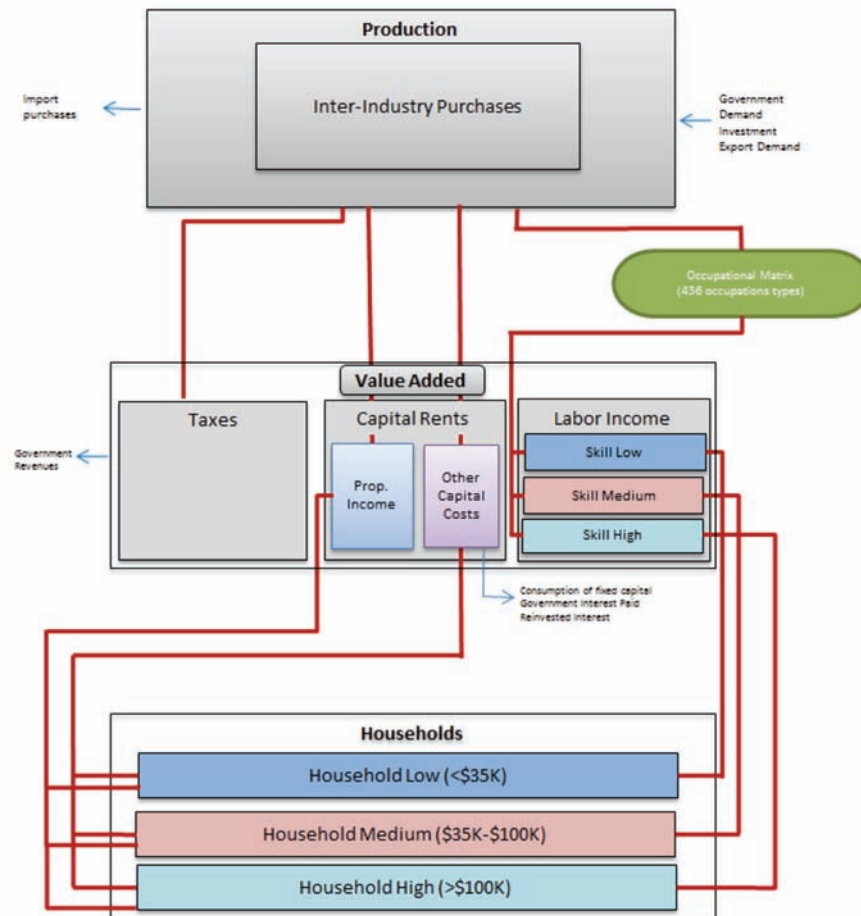 Production
Inter-Industry Purchases
Import
purchases
Government
Demand
Investment
Export Demand
Occupational Matrix
(436 occupations types)
Value Added
Taxes
Capital Rents
Labor Income
Government
Revenues
Prop.
Income
Other
Capital
Costs
Skill Low
Skill Medium
Skill High
Consumption of fixed capital
Government Interest Paid
Reinvested Interest
Households
Household Low (<$35K)
Household Medium ($35K-$100K)
Household High (>$100K)